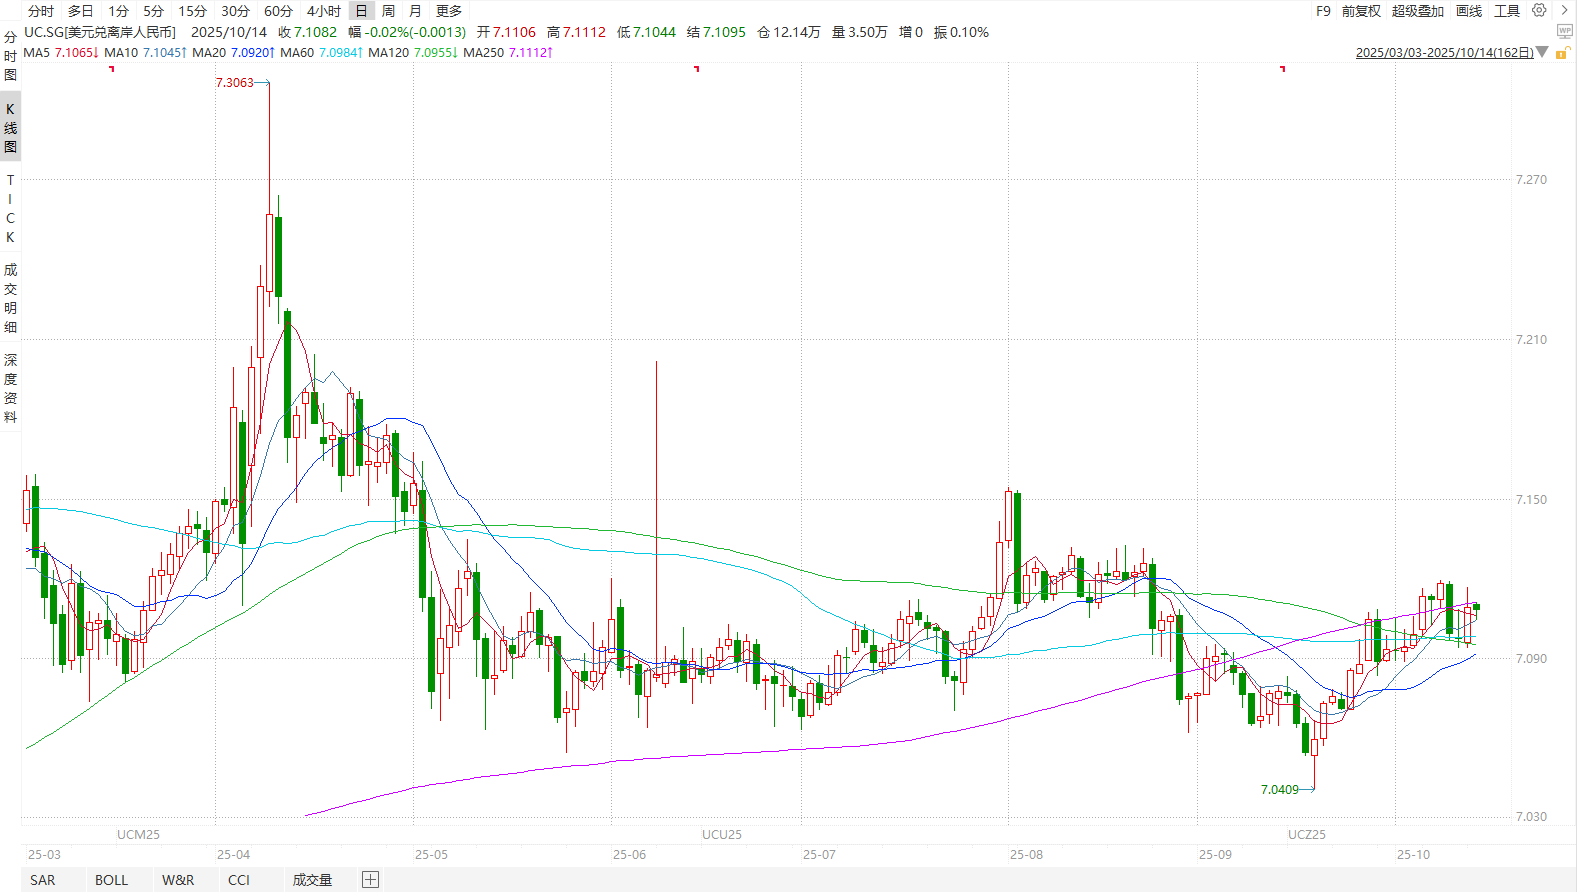 分时 多日 1分 5分 15分 30分 60分 4小时 日 周 月 更多 F9 前复权 超级叠加 画线 工具
UC.SG[美元兑离岸人民币] 2025/10/14 收7.1082 幅-0.02%(-0.0013) 开7.1106 高7.1112 低7.1044 结7.1095 仓12.14万 量3.50万 增0 振0.10% WP
MA5 7.1065↓ MA10 7.1045↑ MA20 7.0920↑ MA60 7.0984↑ MA120 7.0955↓ MA250 7.1112↑ 2025/03/03-2025/10/14(162日)
分时图
K线图
TICK
成交明细
深度资料
7.3063
7.270
7.210
7.150
7.090
7.0409
7.030
UCM25 UCU25 UCZ25
25-03 25-04 25-05 25-06 25-07 25-08 25-09 25-10
SAR BOLL W&R CCI 成交量